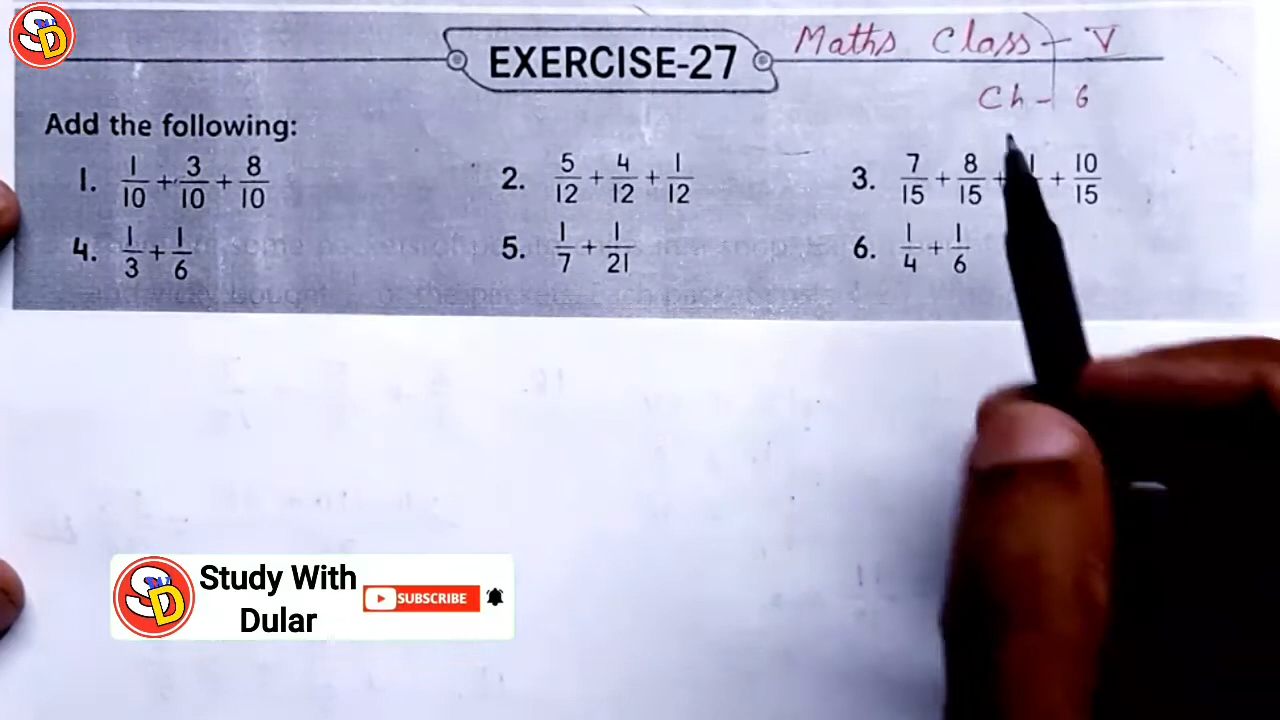 SD
EXERCISE-27
Maths Class - V
Ch - 6
Add the following:
1. 1/10 + 3/10 + 8/10
2. 5/12 + 4/12 + 1/12
3. 7/15 + 8/15 + + 10/15
4. 1/3 + 1/6
5. 1/7 + 1/21
6. 1/4 + 1/6
SD
Study With
Dular
SUBSCRIBE